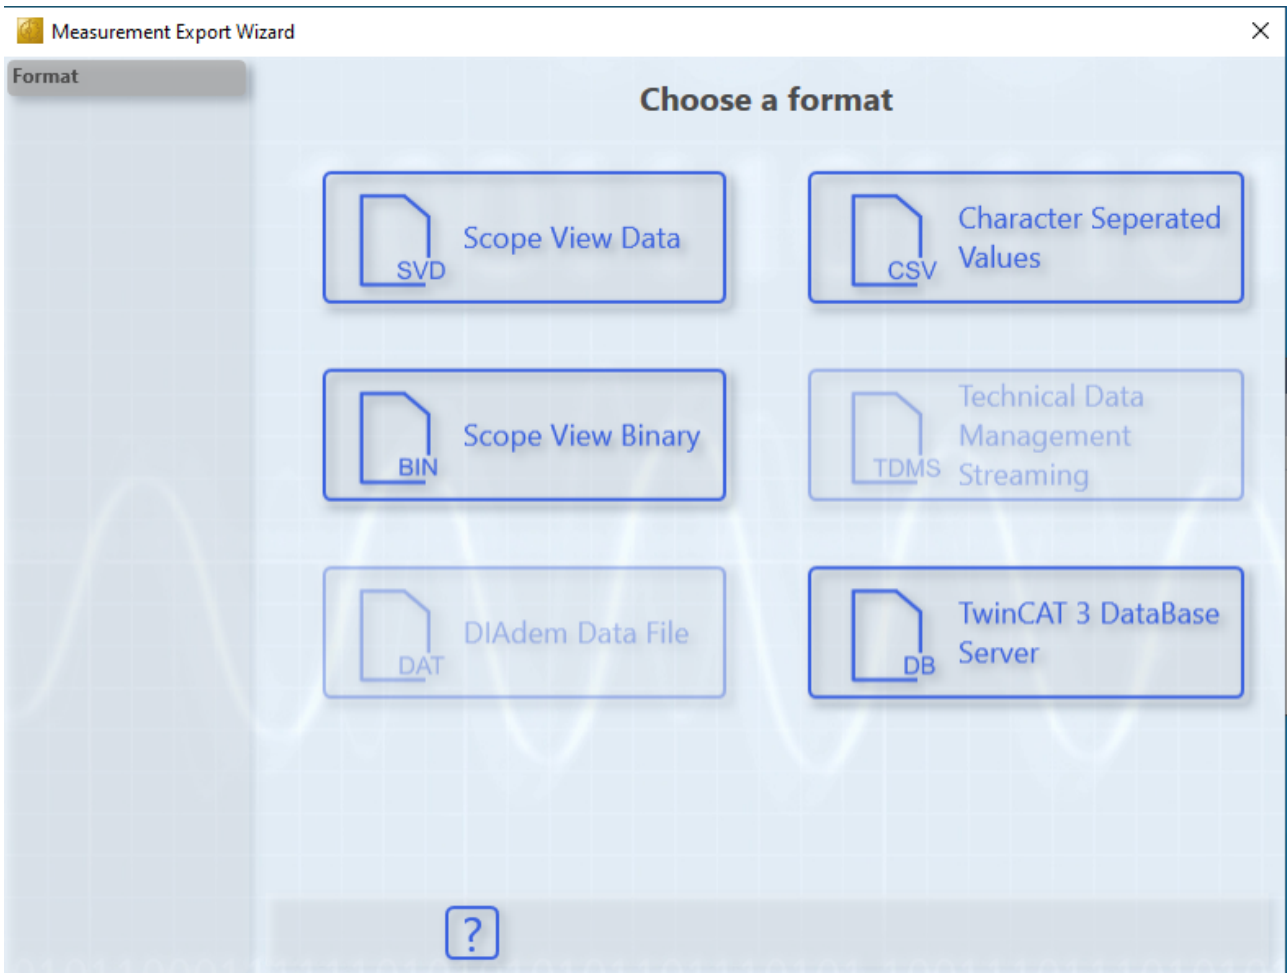 Measurement Export Wizard
Format
Choose a format
Scope View Data
SVD
Character Seperated
Values
CSV
Scope View Binary
BIN
Technical Data
Management
Streaming
TDMS
DIAdem Data File
DAT
TwinCAT 3 DataBase
Server
DB
?